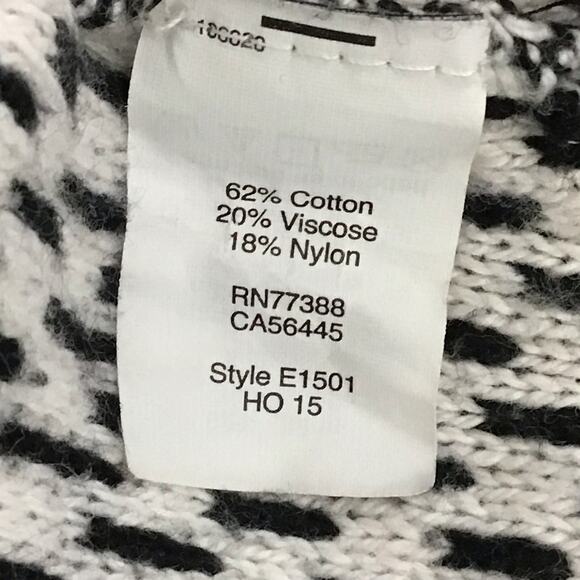 62% Cotton
20% Viscose
18% Nylon
RN77388
CA56445
Style E1501
HO 15